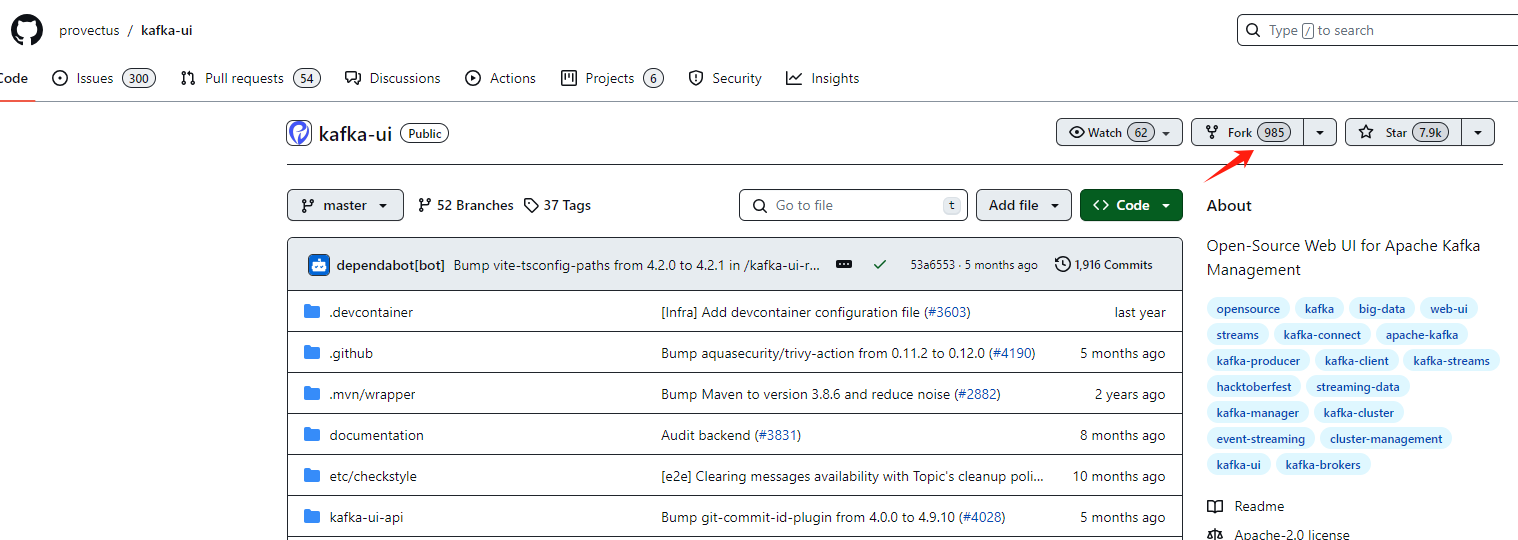 provectus / kafka-ui
Type / to search
Code Issues 300 Pull requests 54 Discussions Actions Projects 6 Security Insights
kafka-ui Public
Watch 62 Fork 985 Star 7.9k
master 52 Branches 37 Tags Go to file t Add file <> Code
dependabot[bot] Bump vite-tsconfig-paths from 4.2.0 to 4.2.1 in /kafka-ui-r... 53a6553 · 5 months ago 1,916 Commits
.devcontainer [Infra] Add devcontainer configuration file (#3603) last year
.github Bump aquasecurity/trivy-action from 0.11.2 to 0.12.0 (#4190) 5 months ago
.mvn/wrapper Bump Maven to version 3.8.6 and reduce noise (#2882) 2 years ago
documentation Audit backend (#3831) 8 months ago
etc/checkstyle [e2e] Clearing messages availability with Topic's cleanup poli... 10 months ago
kafka-ui-api Bump git-commit-id-plugin from 4.0.0 to 4.9.10 (#4028) 5 months ago
About
Open-Source Web UI for Apache Kafka
Management
opensource kafka big-data web-ui
streams kafka-connect apache-kafka
kafka-producer kafka-client kafka-streams
hacktoberfest streaming-data
kafka-manager kafka-cluster
event-streaming cluster-management
kafka-ui kafka-brokers
Readme
Apache-2.0 license